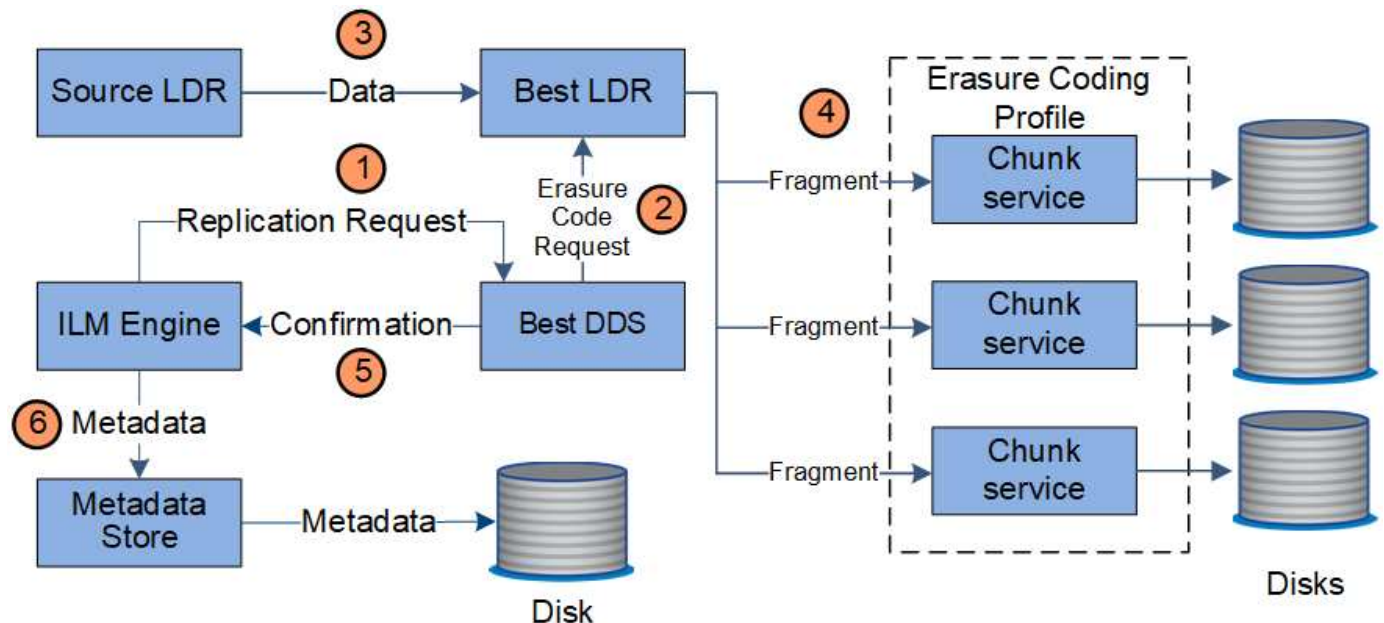 3
Source LDR
Data
Best LDR
1
Replication Request
Erasure
Code
Request
2
ILM Engine
Confirmation
Best DDS
5
6
Metadata
Metadata
Store
Metadata
Disk
4
Erasure Coding
Profile
Fragment
Chunk
service
Fragment
Chunk
service
Fragment
Chunk
service
Disks